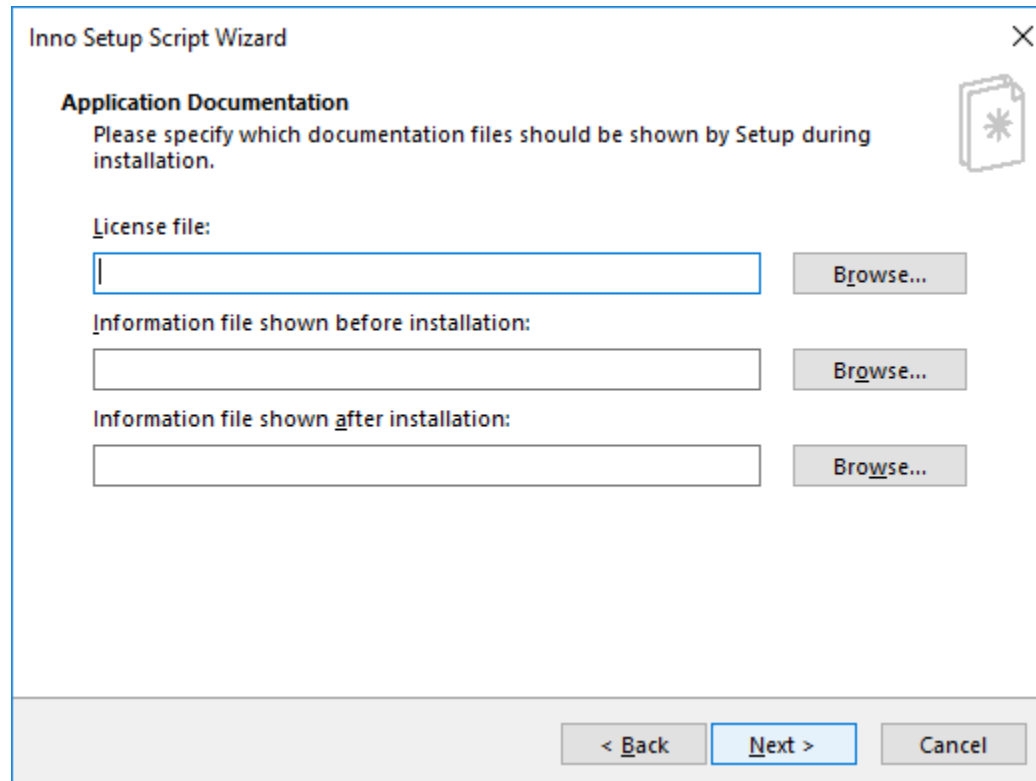 Inno Setup Script Wizard
Application Documentation
Please specify which documentation files should be shown by Setup during
installation.
License file:
Browse...
Information file shown before installation:
Browse...
Information file shown after installation:
Browse...
< Back
Next >
Cancel